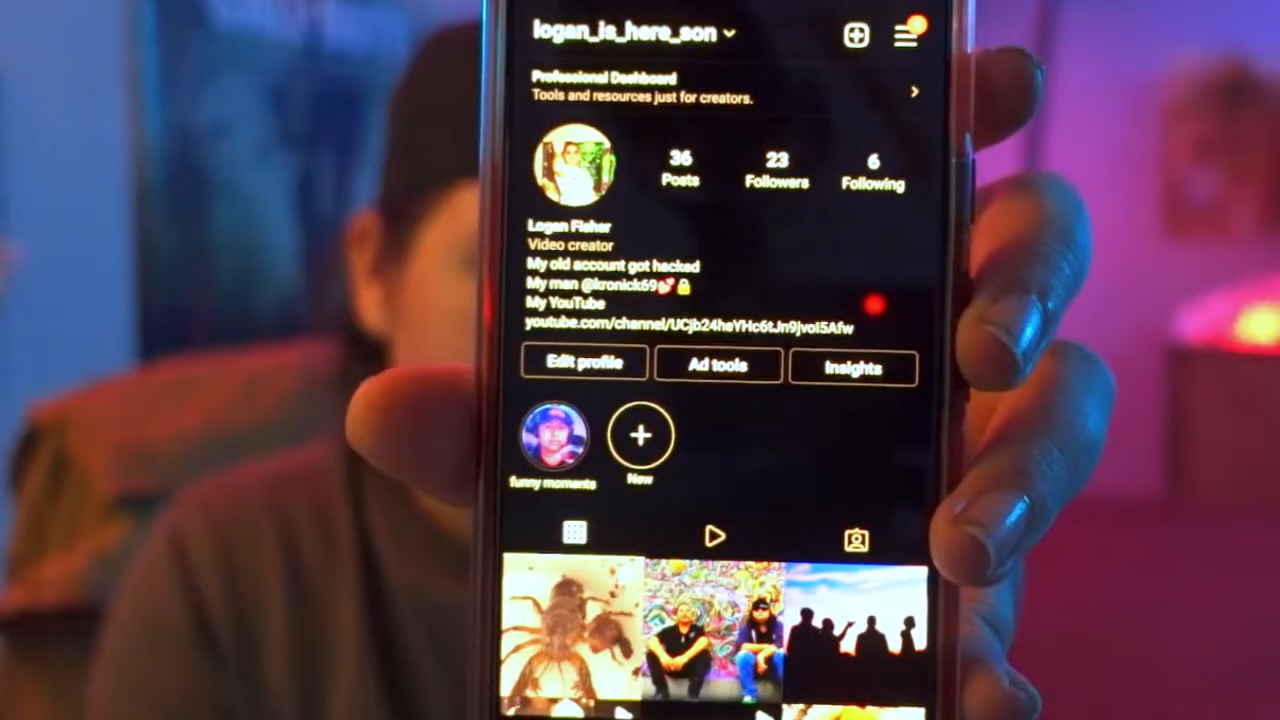 logan_is_here_son
Professional Dashboard
Tools and resources just for creators.
36
Posts
23
Followers
6
Following
Logan Fisher
Video creator
My old account got hacked
My man @kronick69💕🔒
My YouTube
youtube.com/channel/UCjb24heYHc6tJn9jvoI5Afw
Edit profile
Ad tools
Insights
funny moments
New